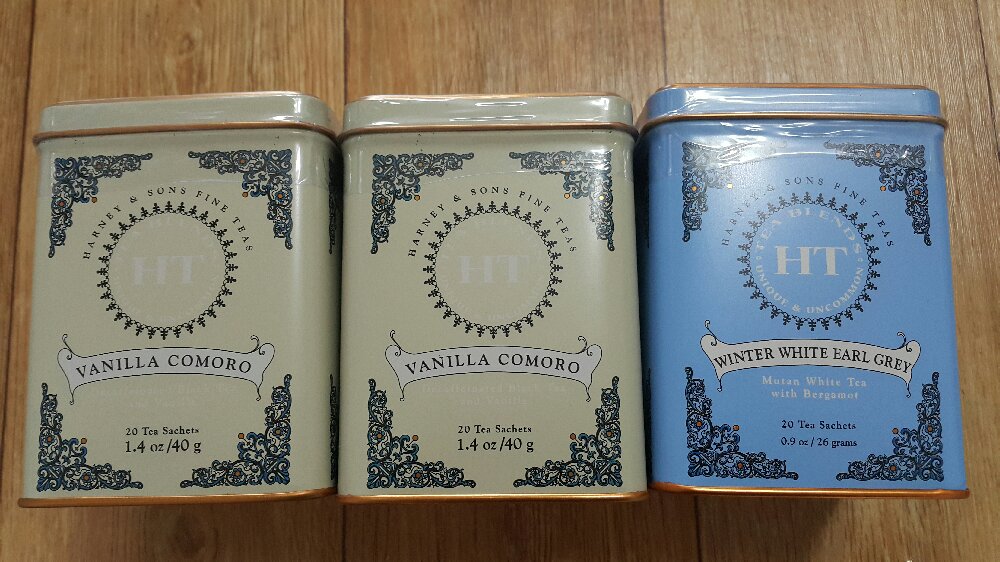 HARNEY & SONS FINE TEAS
HT
VANILLA COMORO
20 Tea Sachets
1.4 oz/40 g
HARNEY & SONS FINE TEAS
HT
VANILLA COMORO
20 Tea Sachets
1.4 oz/40 g
HARNEY & SONS FINE TEAS
TEA BLENDS
HT
UNIQUE & UNCOMMON
WINTER WHITE EARL GREY
Mutan White Tea
with Bergamot
20 Tea Sachets
0.9 oz / 26 grams